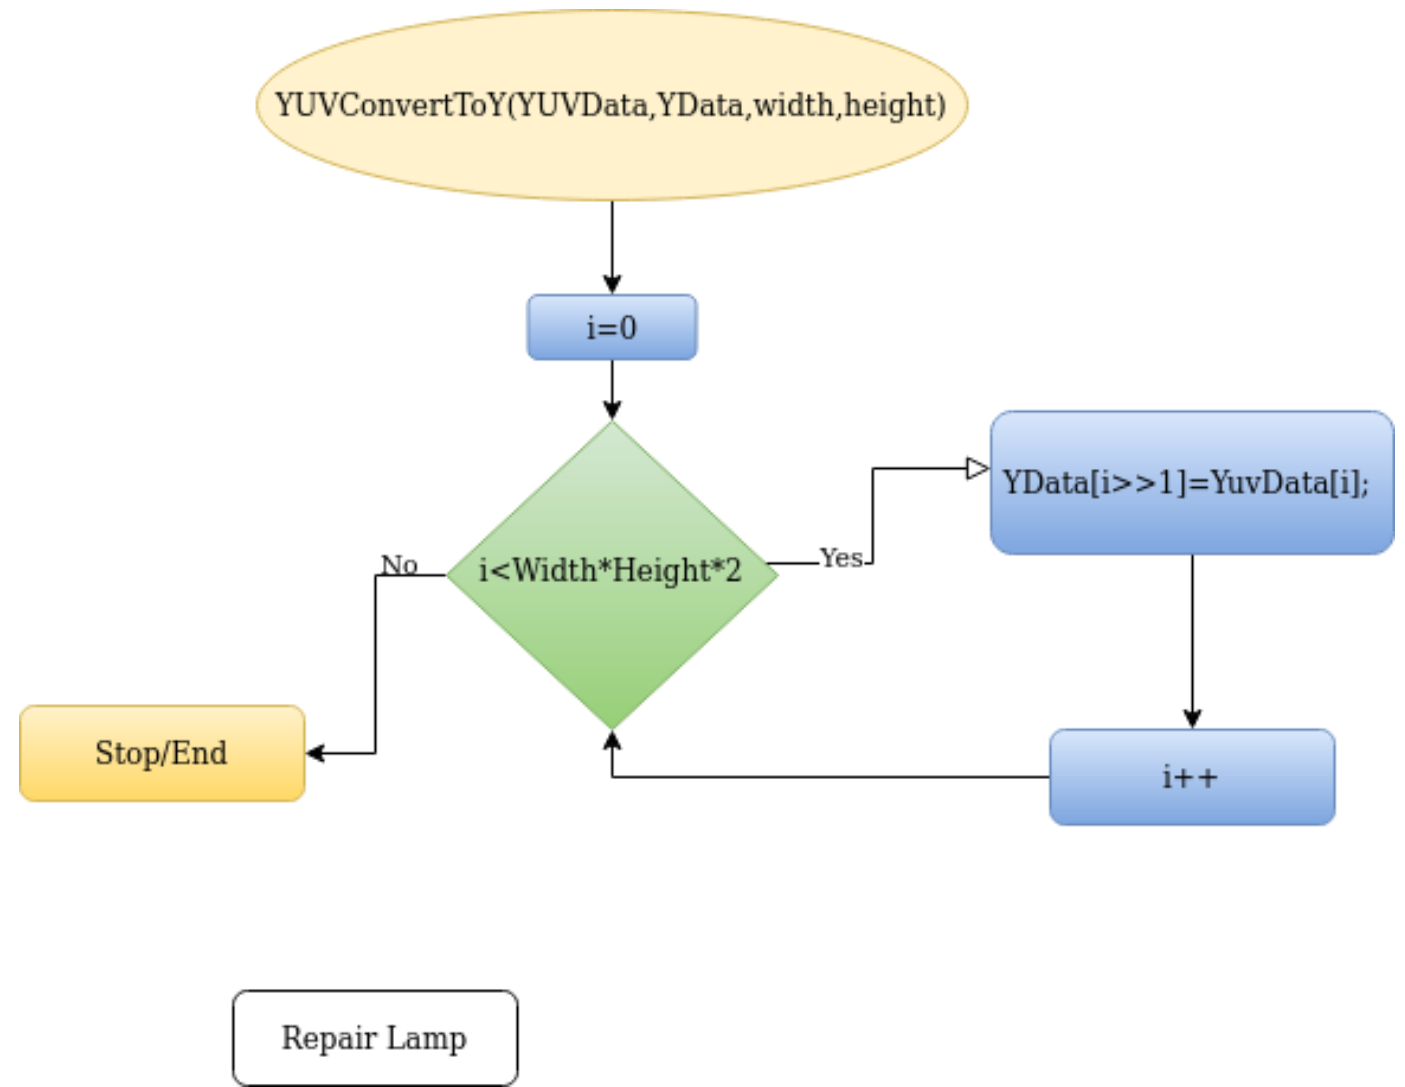 YUVConvertToY(YUVData,YData,width,height)
i=0
YData[i>>1]=YuvData[i];
No
i<Width*Height*2
Yes
Stop/End
i++
Repair Lamp